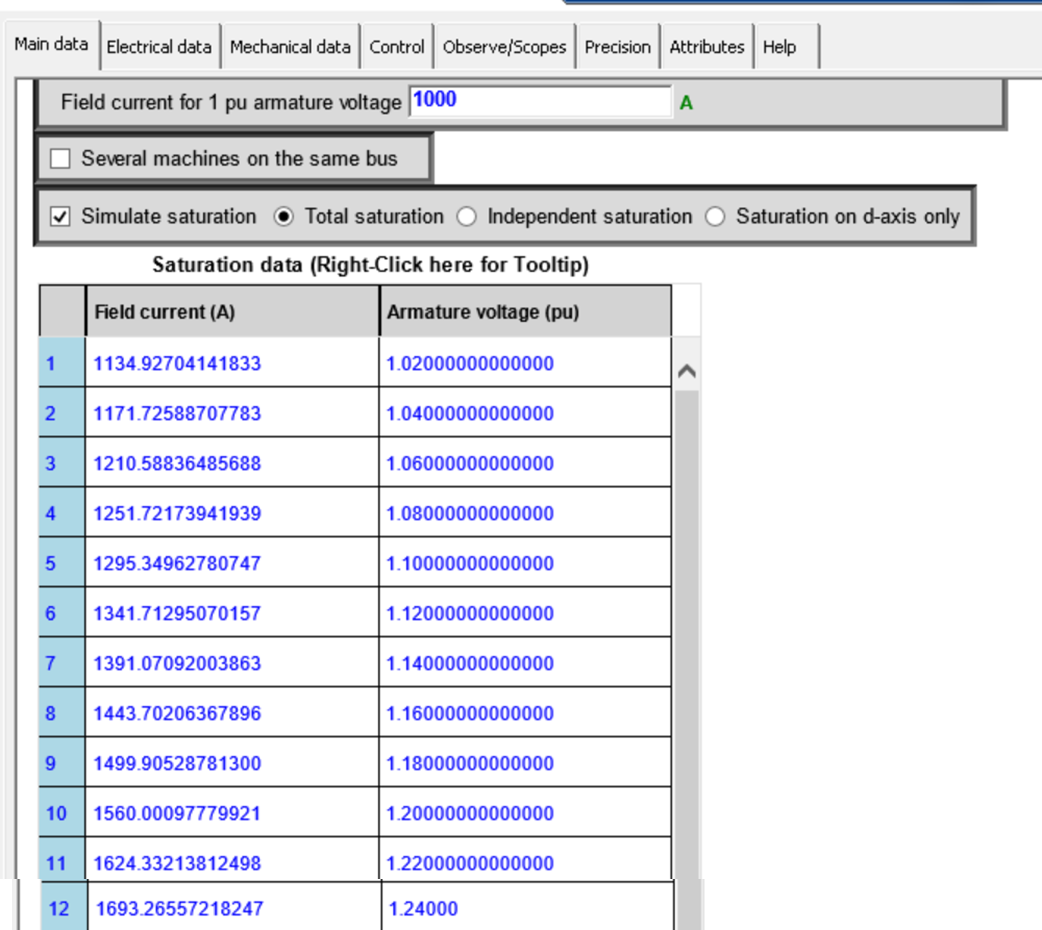 Main data Electrical data Mechanical data Control Observe/Scopes Precision Attributes Help
Field current for 1 pu armature voltage 1000 A
Several machines on the same bus
Simulate saturation Total saturation Independent saturation Saturation on d-axis only
Saturation data (Right-Click here for Tooltip)
Field current (A) Armature voltage (pu)
1 1134.92704141833 1.02000000000000
2 1171.72588707783 1.04000000000000
3 1210.58836485688 1.06000000000000
4 1251.72173941939 1.08000000000000
5 1295.34962780747 1.10000000000000
6 1341.71295070157 1.12000000000000
7 1391.07092003863 1.14000000000000
8 1443.70206367896 1.16000000000000
9 1499.90528781300 1.18000000000000
10 1560.00097779921 1.20000000000000
11 1624.33213812498 1.22000000000000
12 1693.26557218247 1.24000